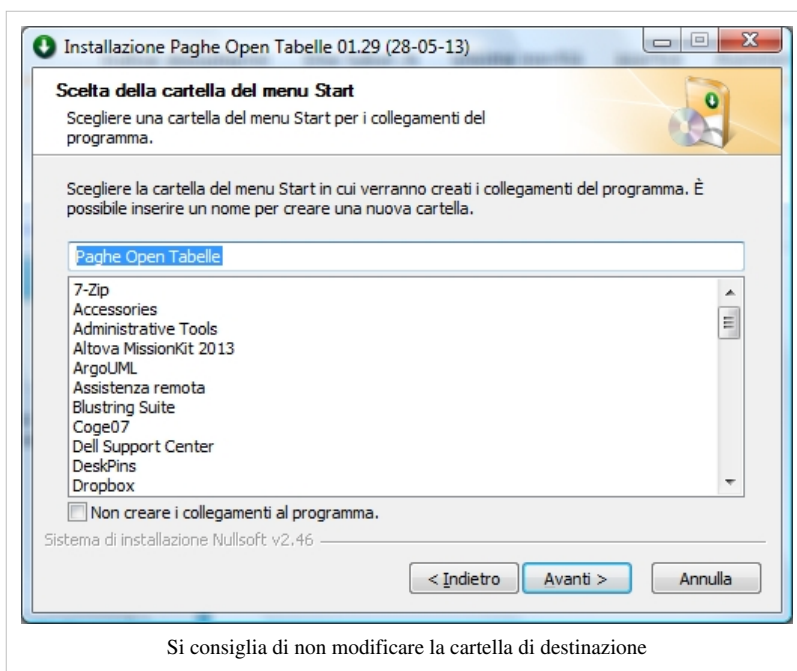 Installazione Paghe Open Tabelle 01.29 (28-05-13)
Scelta della cartella del menu Start
Scegliere una cartella del menu Start per i collegamenti del
programma.
Scegliere la cartella del menu Start in cui verranno creati i collegamenti del programma. È
possibile inserire un nome per creare una nuova cartella.
Paghe Open Tabelle
7-Zip
Accessories
Administrative Tools
Altova MissionKit 2013
ArgoUML
Assistenza remota
Blustring Suite
Coge07
Dell Support Center
DeskPins
Dropbox
Non creare i collegamenti al programma.
Sistema di installazione Nullsoft v2.46
< Indietro
Avanti >
Annulla
Si consiglia di non modificare la cartella di destinazione